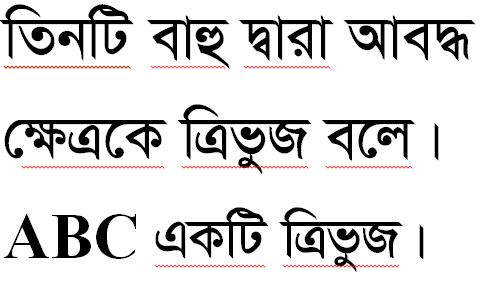 তিনটি বাহু দ্বারা আবদ্ধ
ক্ষেত্রকে ত্রিভুজ বলে ।
ABC একটি ত্রিভুজ ।